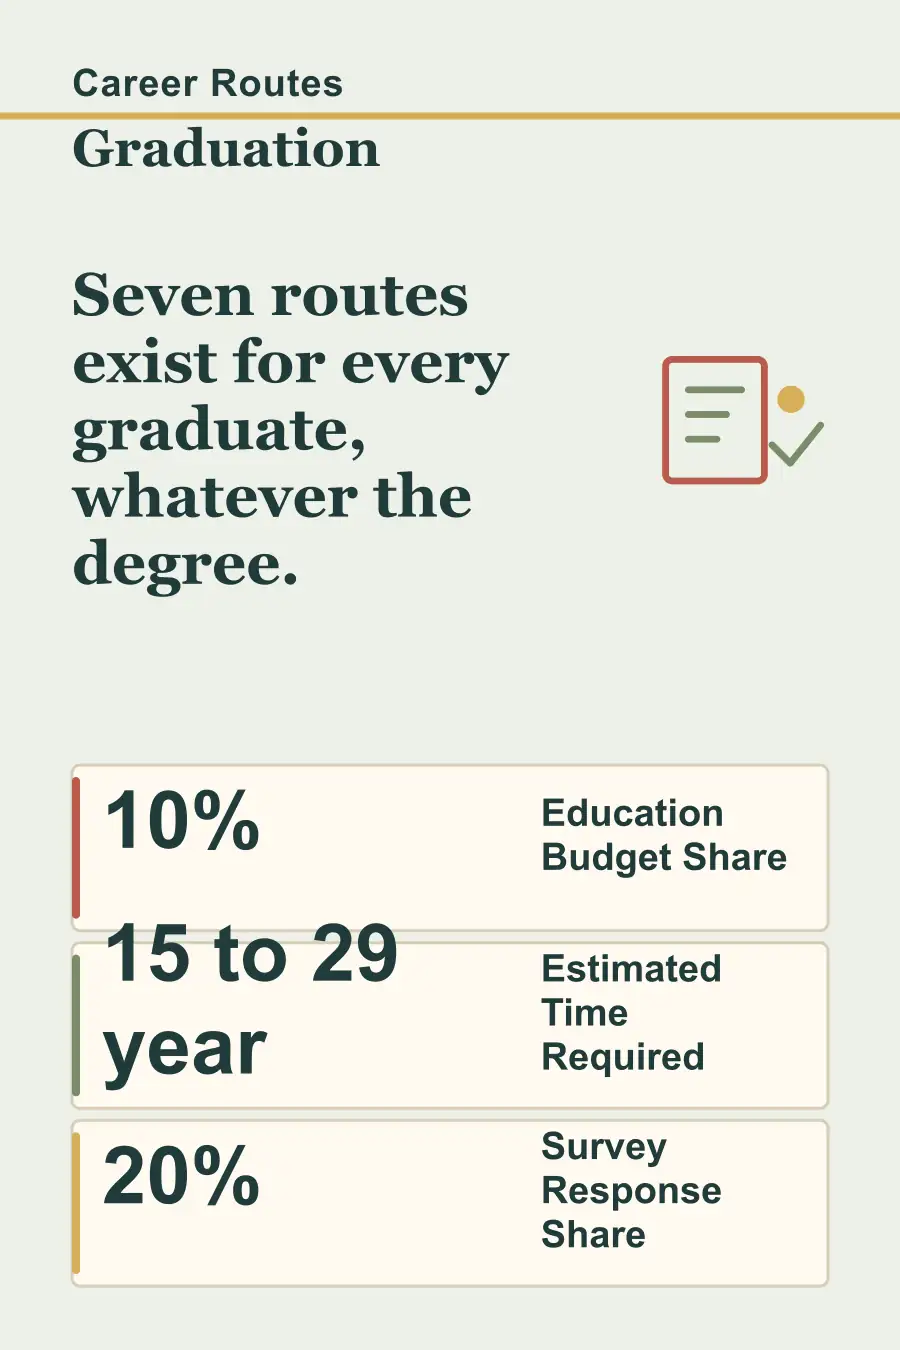 Career Routes
Graduation
Seven routes
exist for every
graduate,
whatever the
degree.
10%
Education
Budget Share
15 to 29
year
Estimated
Time
Required
20%
Survey
Response
Share